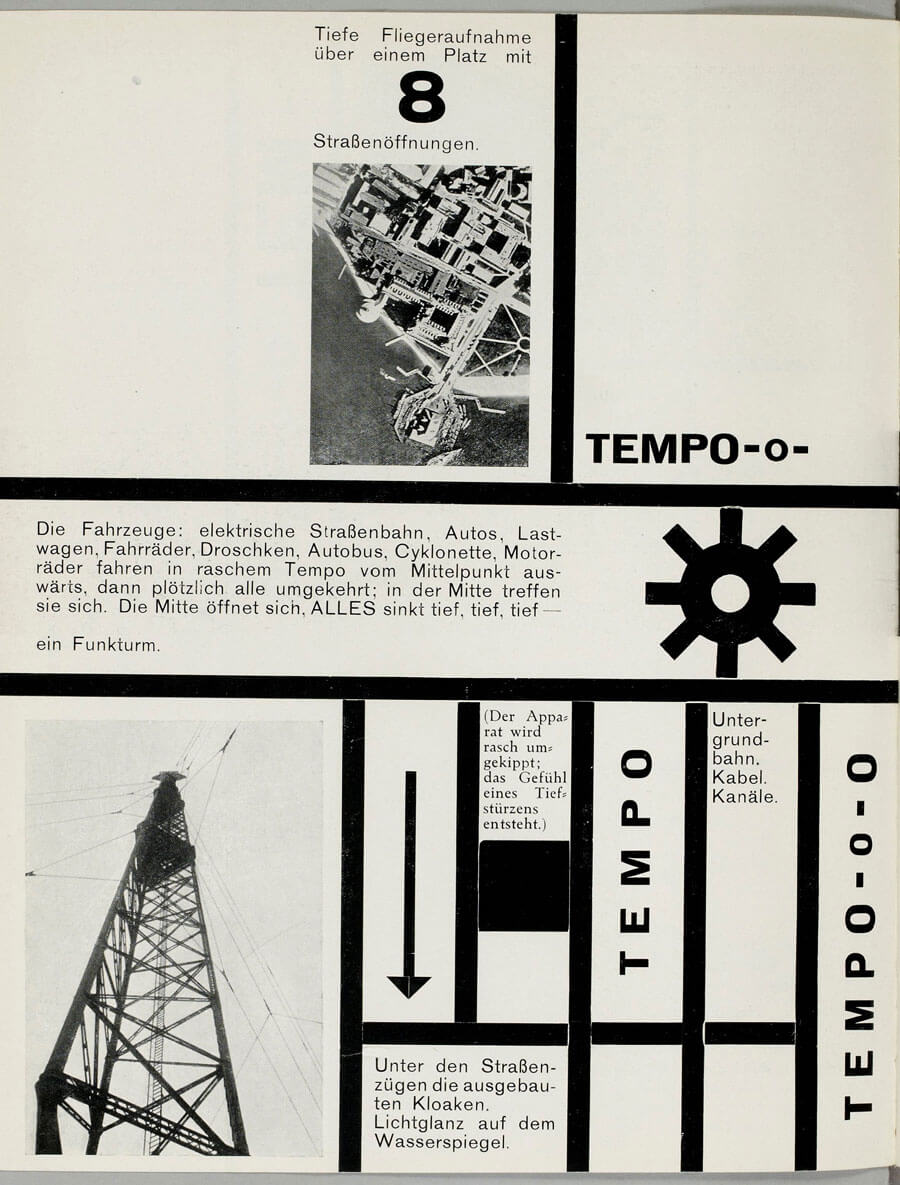 Tiefe Fliegeraufnahme
über einem Platz mit
8
Straßenöffnungen.
TEMPO-o-
Die Fahrzeuge: elektrische Straßenbahn, Autos, Last-
wagen, Fahrräder, Droschken, Autobus, Cyklonette, Motor-
räder fahren in raschem Tempo vom Mittelpunkt aus-
wärts, dann plötzlich alle umgekehrt; in der Mitte treffen
sie sich. Die Mitte öffnet sich, ALLES sinkt tief, tief, tief —
ein Funkturm.
(Der Appa=
rat wird
rasch um=
gekippt;
das Gefühl
eines Tief=
stürzens
entsteht.)
TEMPO
Unter-
grund-
bahn.
Kabel.
Kanäle.
TEMPO-o-O
Unter den Straßen-
zügen die ausgebau-
ten Kloaken.
Lichtglanz auf dem
Wasserspiegel.